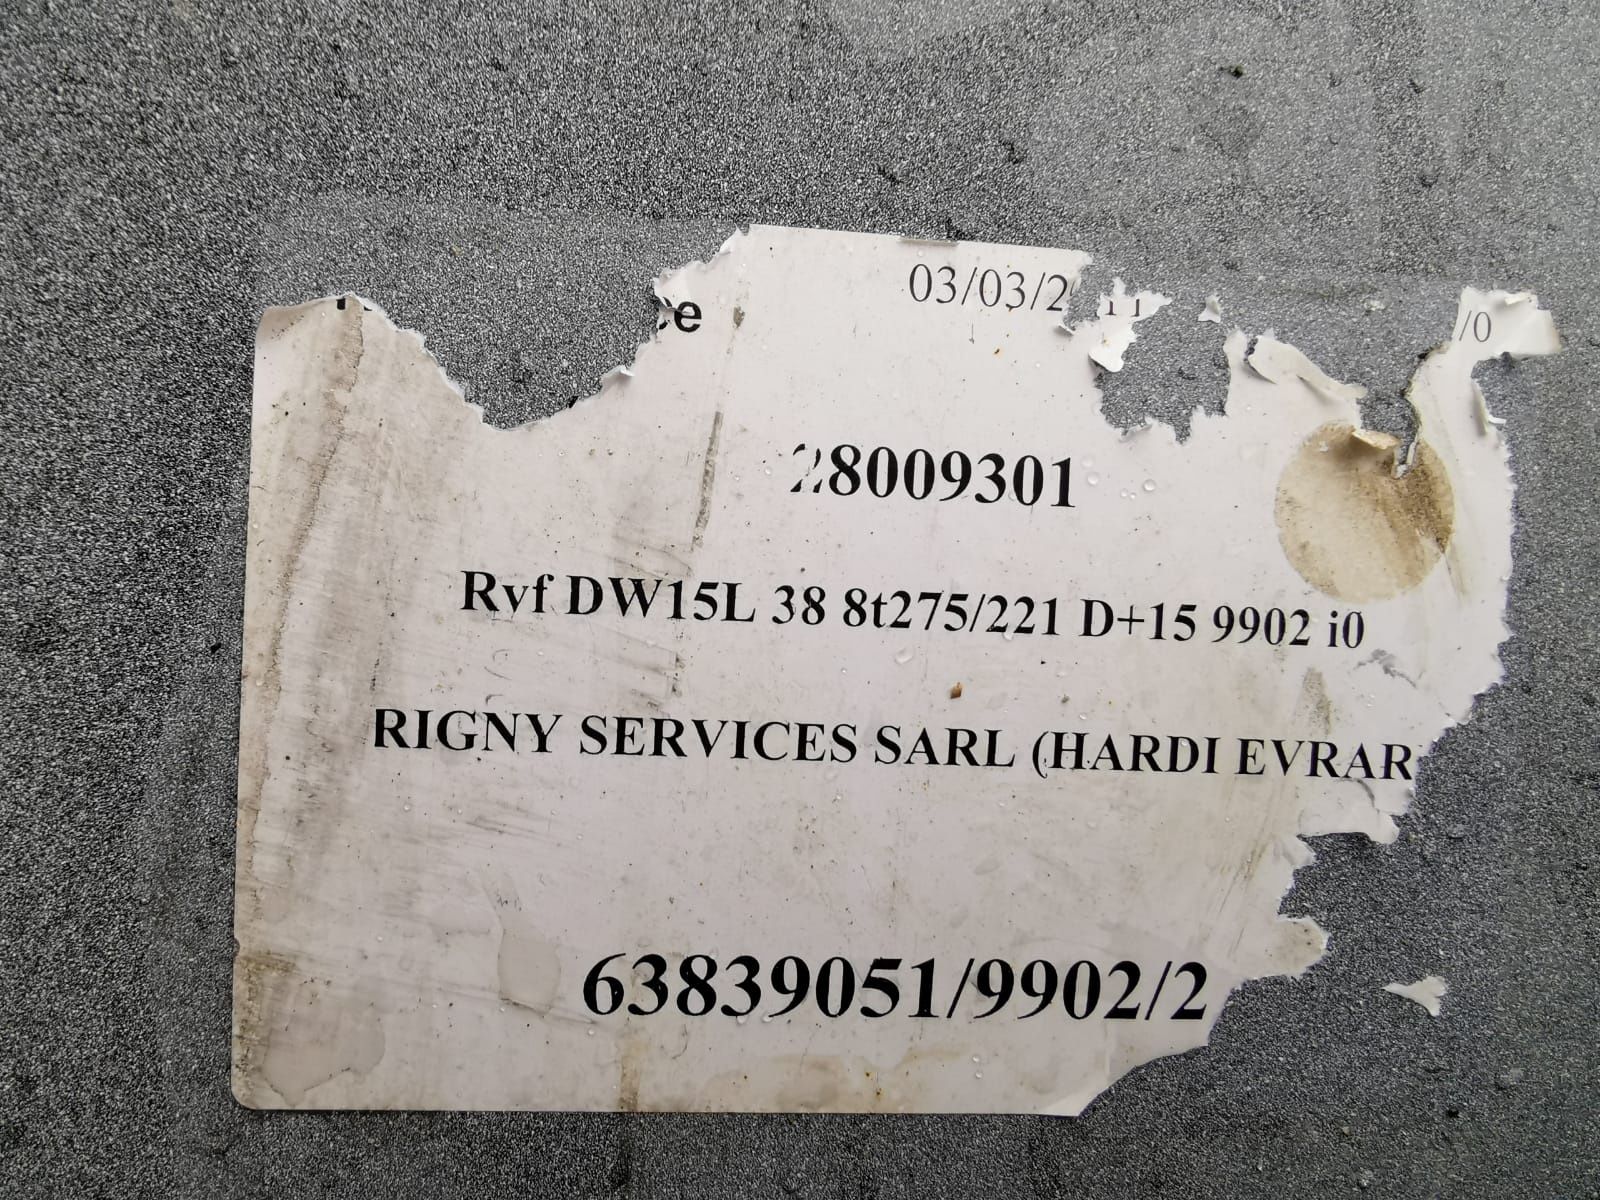 03/03/2
/0
28009301
Rvf DW15L 38 8t275/221 D+15 9902 i0
RIGNY SERVICES SARL (HARDI EVRAR
63839051/9902/2